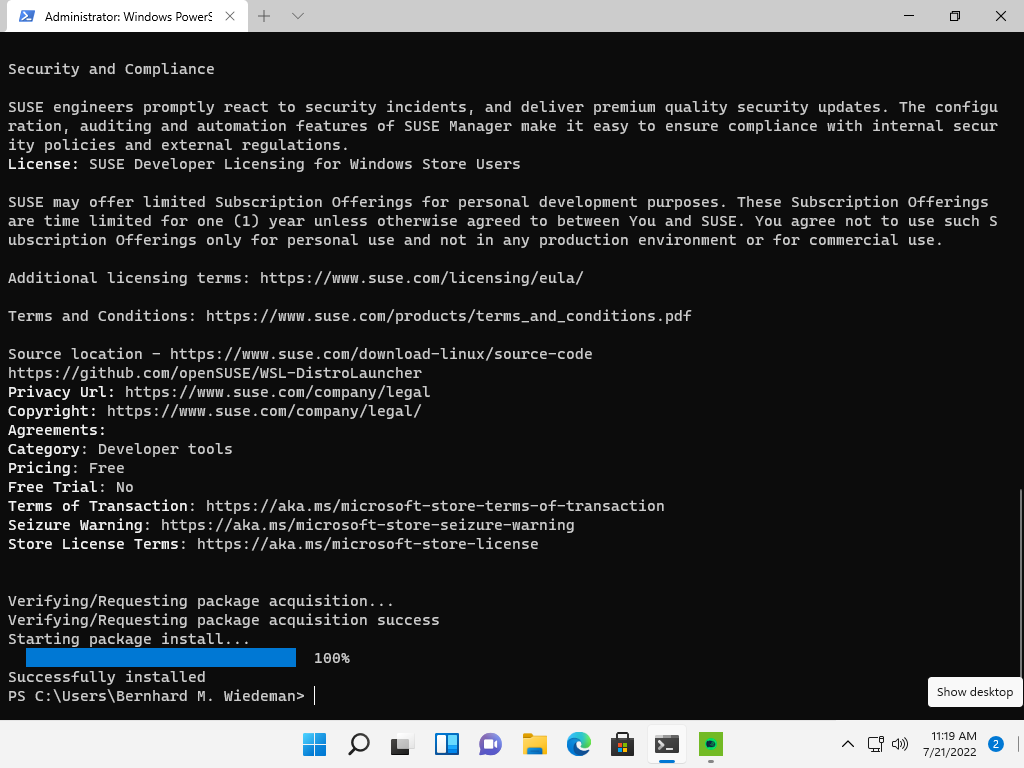 Administrator: Windows PowerS
Security and Compliance
SUSE engineers promptly react to security incidents, and deliver premium quality security updates. The configu
ration, auditing and automation features of SUSE Manager make it easy to ensure compliance with internal secur
ity policies and external regulations.
License: SUSE Developer Licensing for Windows Store Users
SUSE may offer limited Subscription Offerings for personal development purposes. These Subscription Offerings
are time limited for one (1) year unless otherwise agreed to between You and SUSE. You agree not to use such S
ubscription Offerings only for personal use and not in any production environment or for commercial use.
Additional licensing terms: https://www.suse.com/licensing/eula/
Terms and Conditions: https://www.suse.com/products/terms_and_conditions.pdf
Source location - https://www.suse.com/download-linux/source-code
https://github.com/openSUSE/WSL-DistroLauncher
Privacy Url: https://www.suse.com/company/legal
Copyright: https://www.suse.com/company/legal/
Agreements:
Category: Developer tools
Pricing: Free
Free Trial: No
Terms of Transaction: https://aka.ms/microsoft-store-terms-of-transaction
Seizure Warning: https://aka.ms/microsoft-store-seizure-warning
Store License Terms: https://aka.ms/microsoft-store-license
Verifying/Requesting package acquisition...
Verifying/Requesting package acquisition success
Starting package install...
100%
Successfully installed
PS C:\Users\Bernhard M. Wiedeman>
Show desktop
11:19 AM
7/21/2022
2